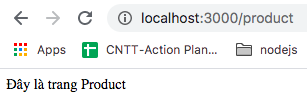 localhost:3000/product
Apps CNTT-Action Plan... nodejs
Đây là trang Product